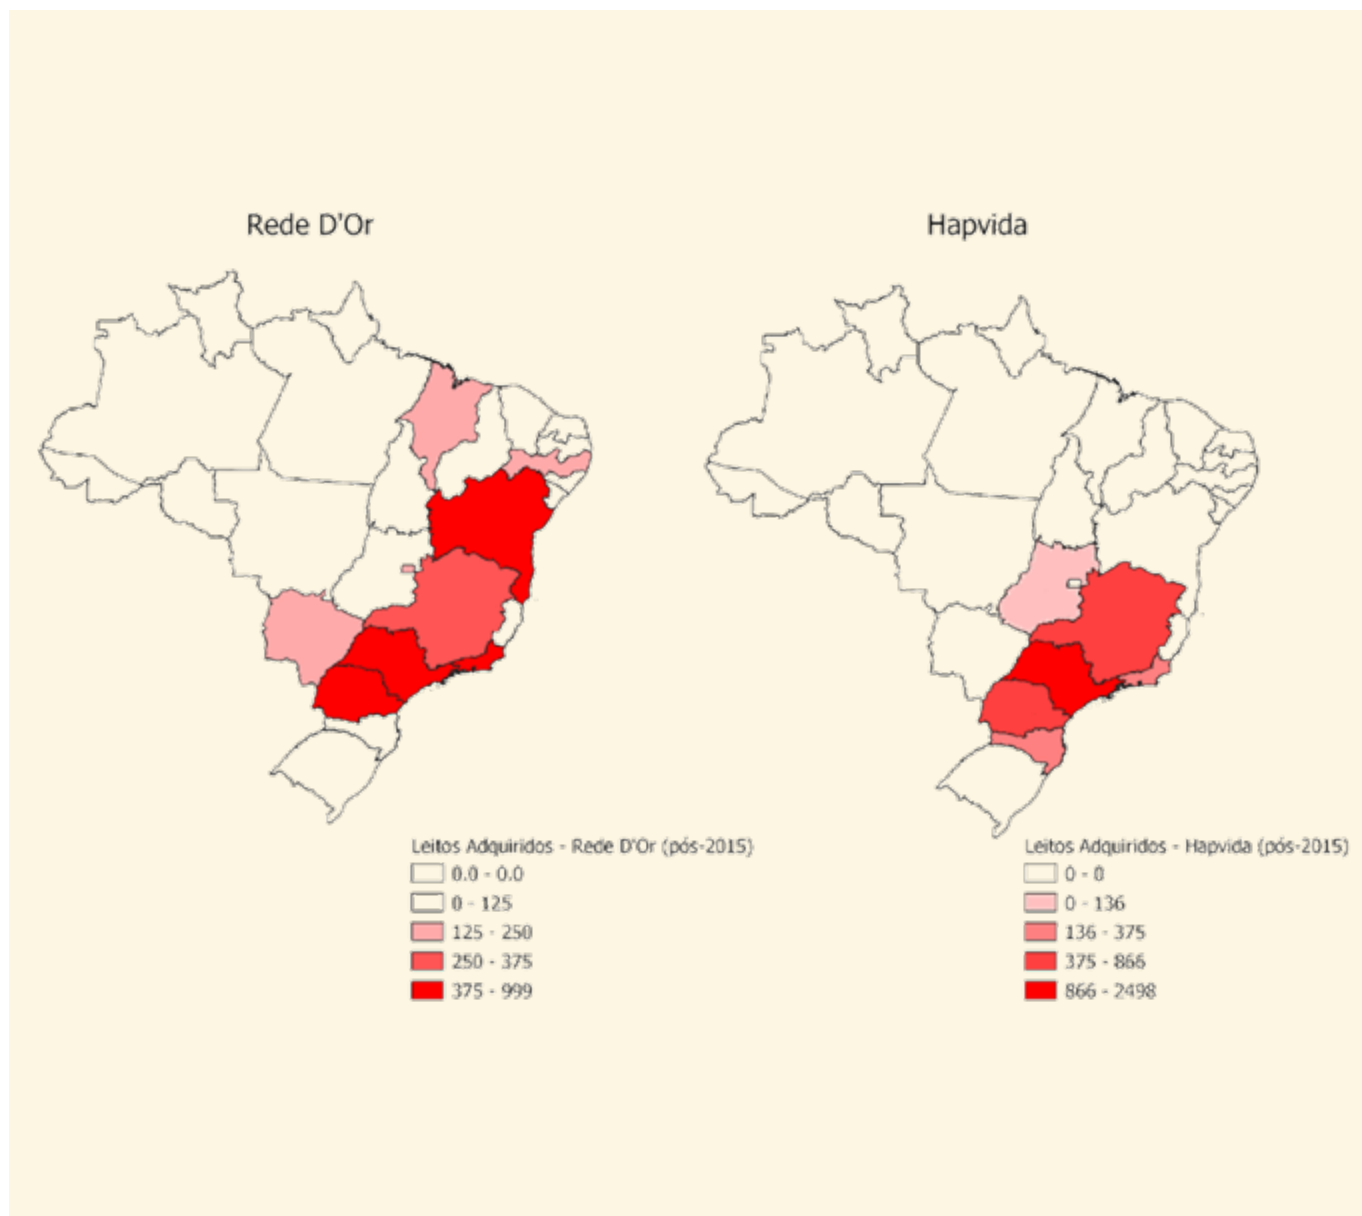 Rede D'Or
Hapvida
Leitos Adquiridos - Rede D'Or (pós-2015)
0.0 - 0.0
0 - 125
125 - 250
250 - 375
375 - 999
Leitos Adquiridos - Hapvida (pós-2015)
0 - 0
0 - 136
136 - 375
375 - 866
866 - 2498